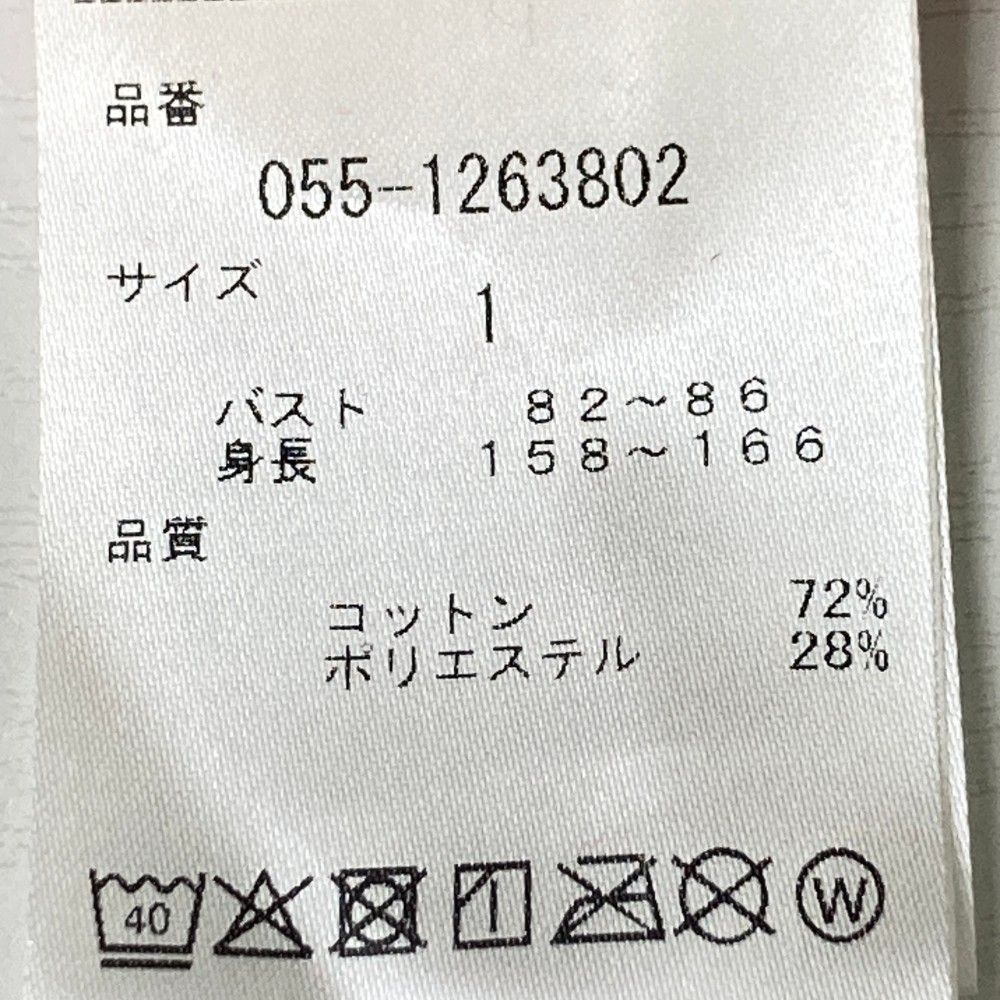 品番
055-1263802
サイズ
1
バスト 82～86
身長 158～166
品質
コットン 72%
ポリエステル 28%
40 W